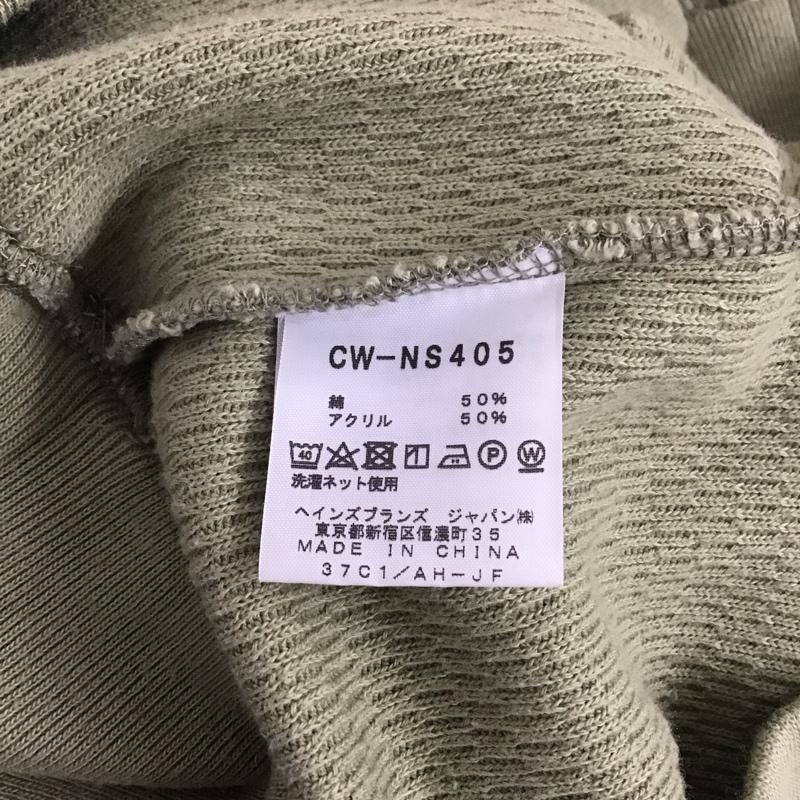 CW-NS405
綿 50%
アクリル 50%
40 P W
洗濯ネット使用
ヘインズブランズ ジャパン㈱
東京都新宿区信濃町35
MADE IN CHINA
37C1/AH-JF